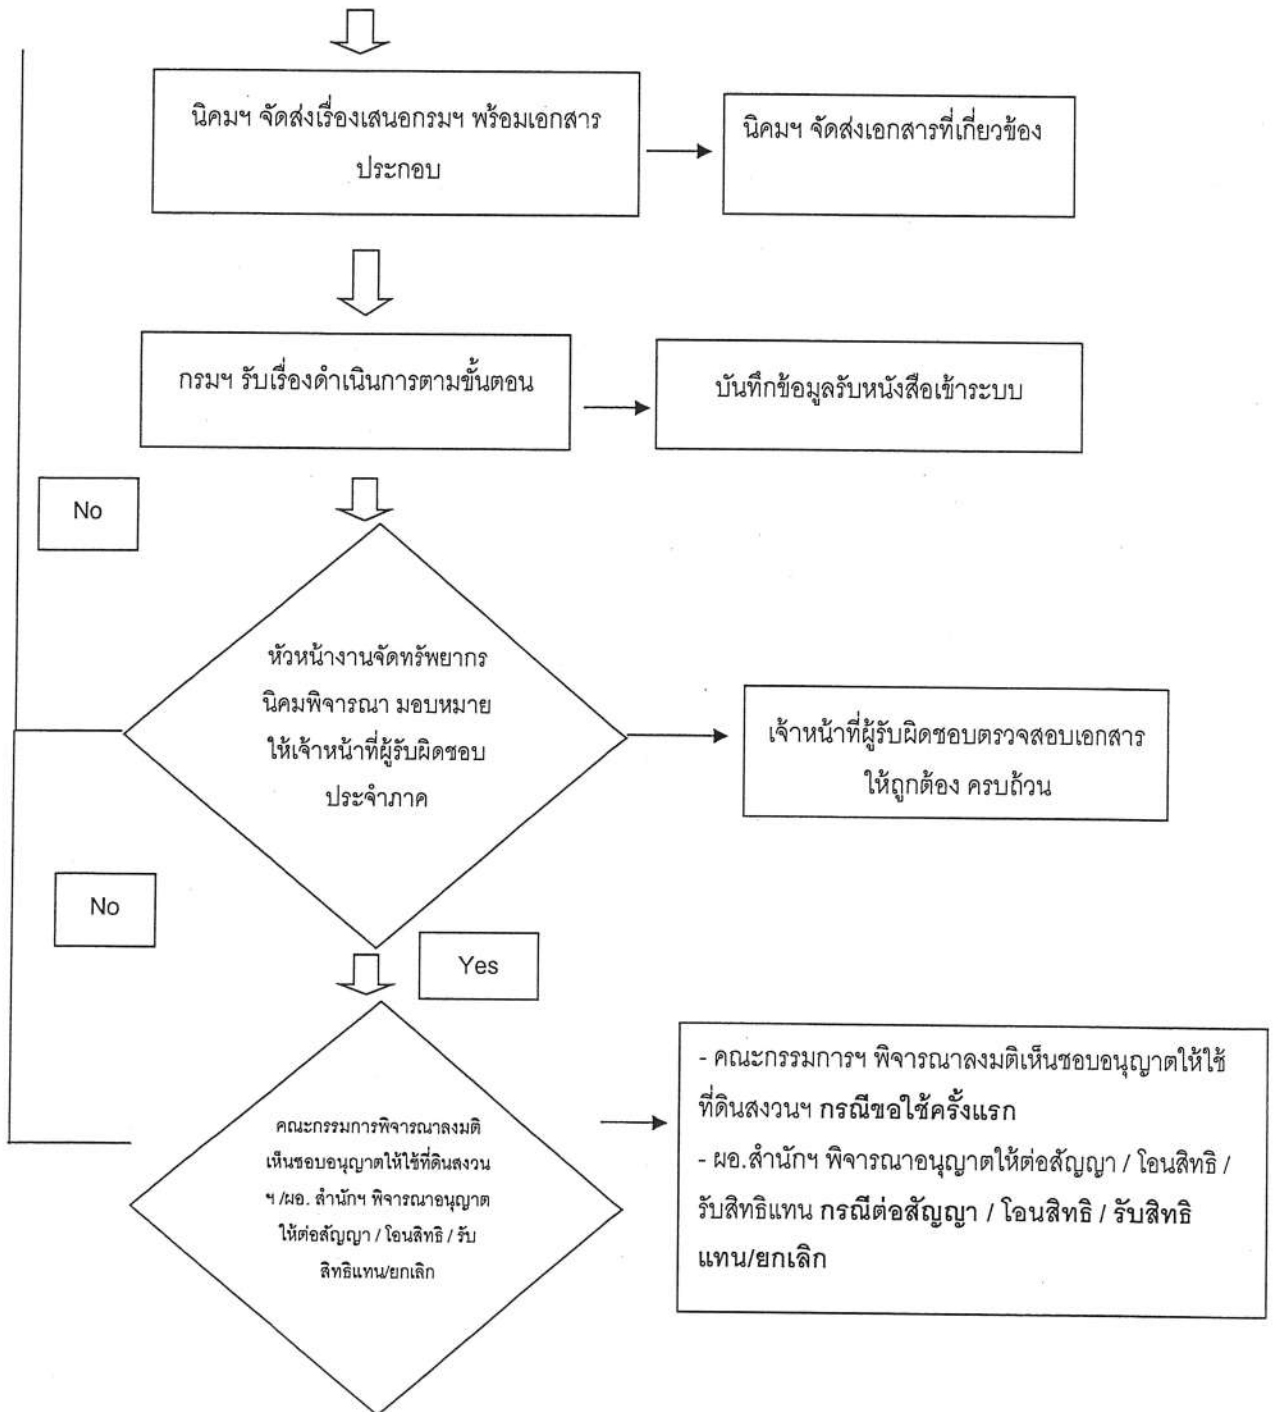 นิคมฯ จัดส่งเรื่องเสนอกรมฯ พร้อมเอกสาร
ประกอบ
นิคมฯ จัดส่งเอกสารที่เกี่ยวข้อง
กรมฯ รับเรื่องดำเนินการตามขั้นตอน
บันทึกข้อมูลรับหนังสือเข้าระบบ
No
หัวหน้างานจัดทรัพยากร
นิคมพิจารณา มอบหมาย
ให้เจ้าหน้าที่ผู้รับผิดชอบ
ประจำภาค
เจ้าหน้าที่ผู้รับผิดชอบตรวจสอบเอกสาร
ให้ถูกต้อง ครบถ้วน
No
Yes
คณะกรรมการพิจารณาลงมติ
เห็นชอบอนุญาตให้ใช้ที่ดินสงวน
ฯ /ผอ. สำนักฯ พิจารณาอนุญาต
ให้ต่อสัญญา / โอนสิทธิ / รับ
สิทธิแทน/ยกเลิก
- คณะกรรมการฯ พิจารณาลงมติเห็นชอบอนุญาตให้ใช้
ที่ดินสงวนฯ กรณีขอใช้ครั้งแรก
- ผอ.สำนักฯ พิจารณาอนุญาตให้ต่อสัญญา / โอนสิทธิ /
รับสิทธิแทน กรณีต่อสัญญา / โอนสิทธิ / รับสิทธิ
แทน/ยกเลิก